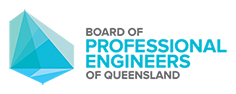 BOARD OF
PROFESSIONAL
ENGINEERS
OF QUEENSLAND